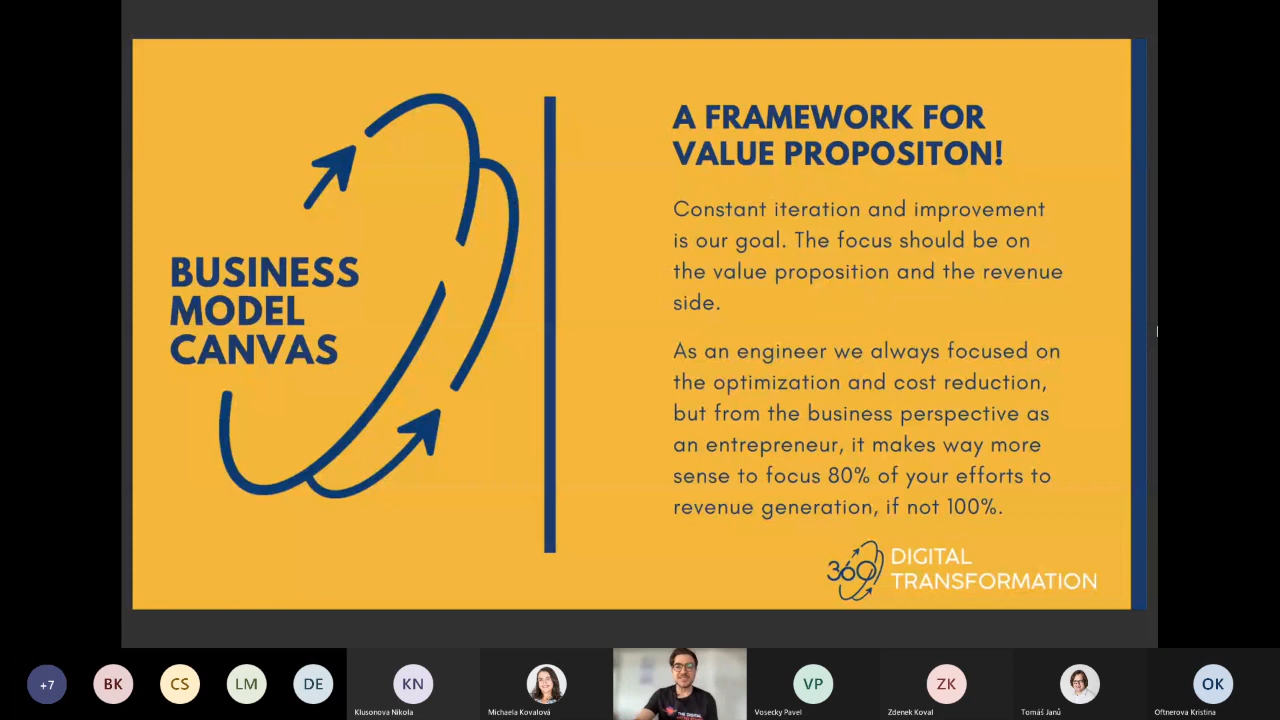 BUSINESS
MODEL
CANVAS
A FRAMEWORK FOR
VALUE PROPOSITON!
Constant iteration and improvement
is our goal. The focus should be on
the value proposition and the revenue
side.
As an engineer we always focused on
the optimization and cost reduction,
but from the business perspective as
an entrepreneur, it makes way more
sense to focus 80% of your efforts to
revenue generation, if not 100%.
360
DIGITAL
TRANSFORMATION
+7
BK
CS
LM
DE
KN
VP
ZK
OK
Klusonova Nikola
Michaela Kovalová
Vosecky Pavel
Zdenek Koval
Tomáš Janů
Oftnerova Kristina